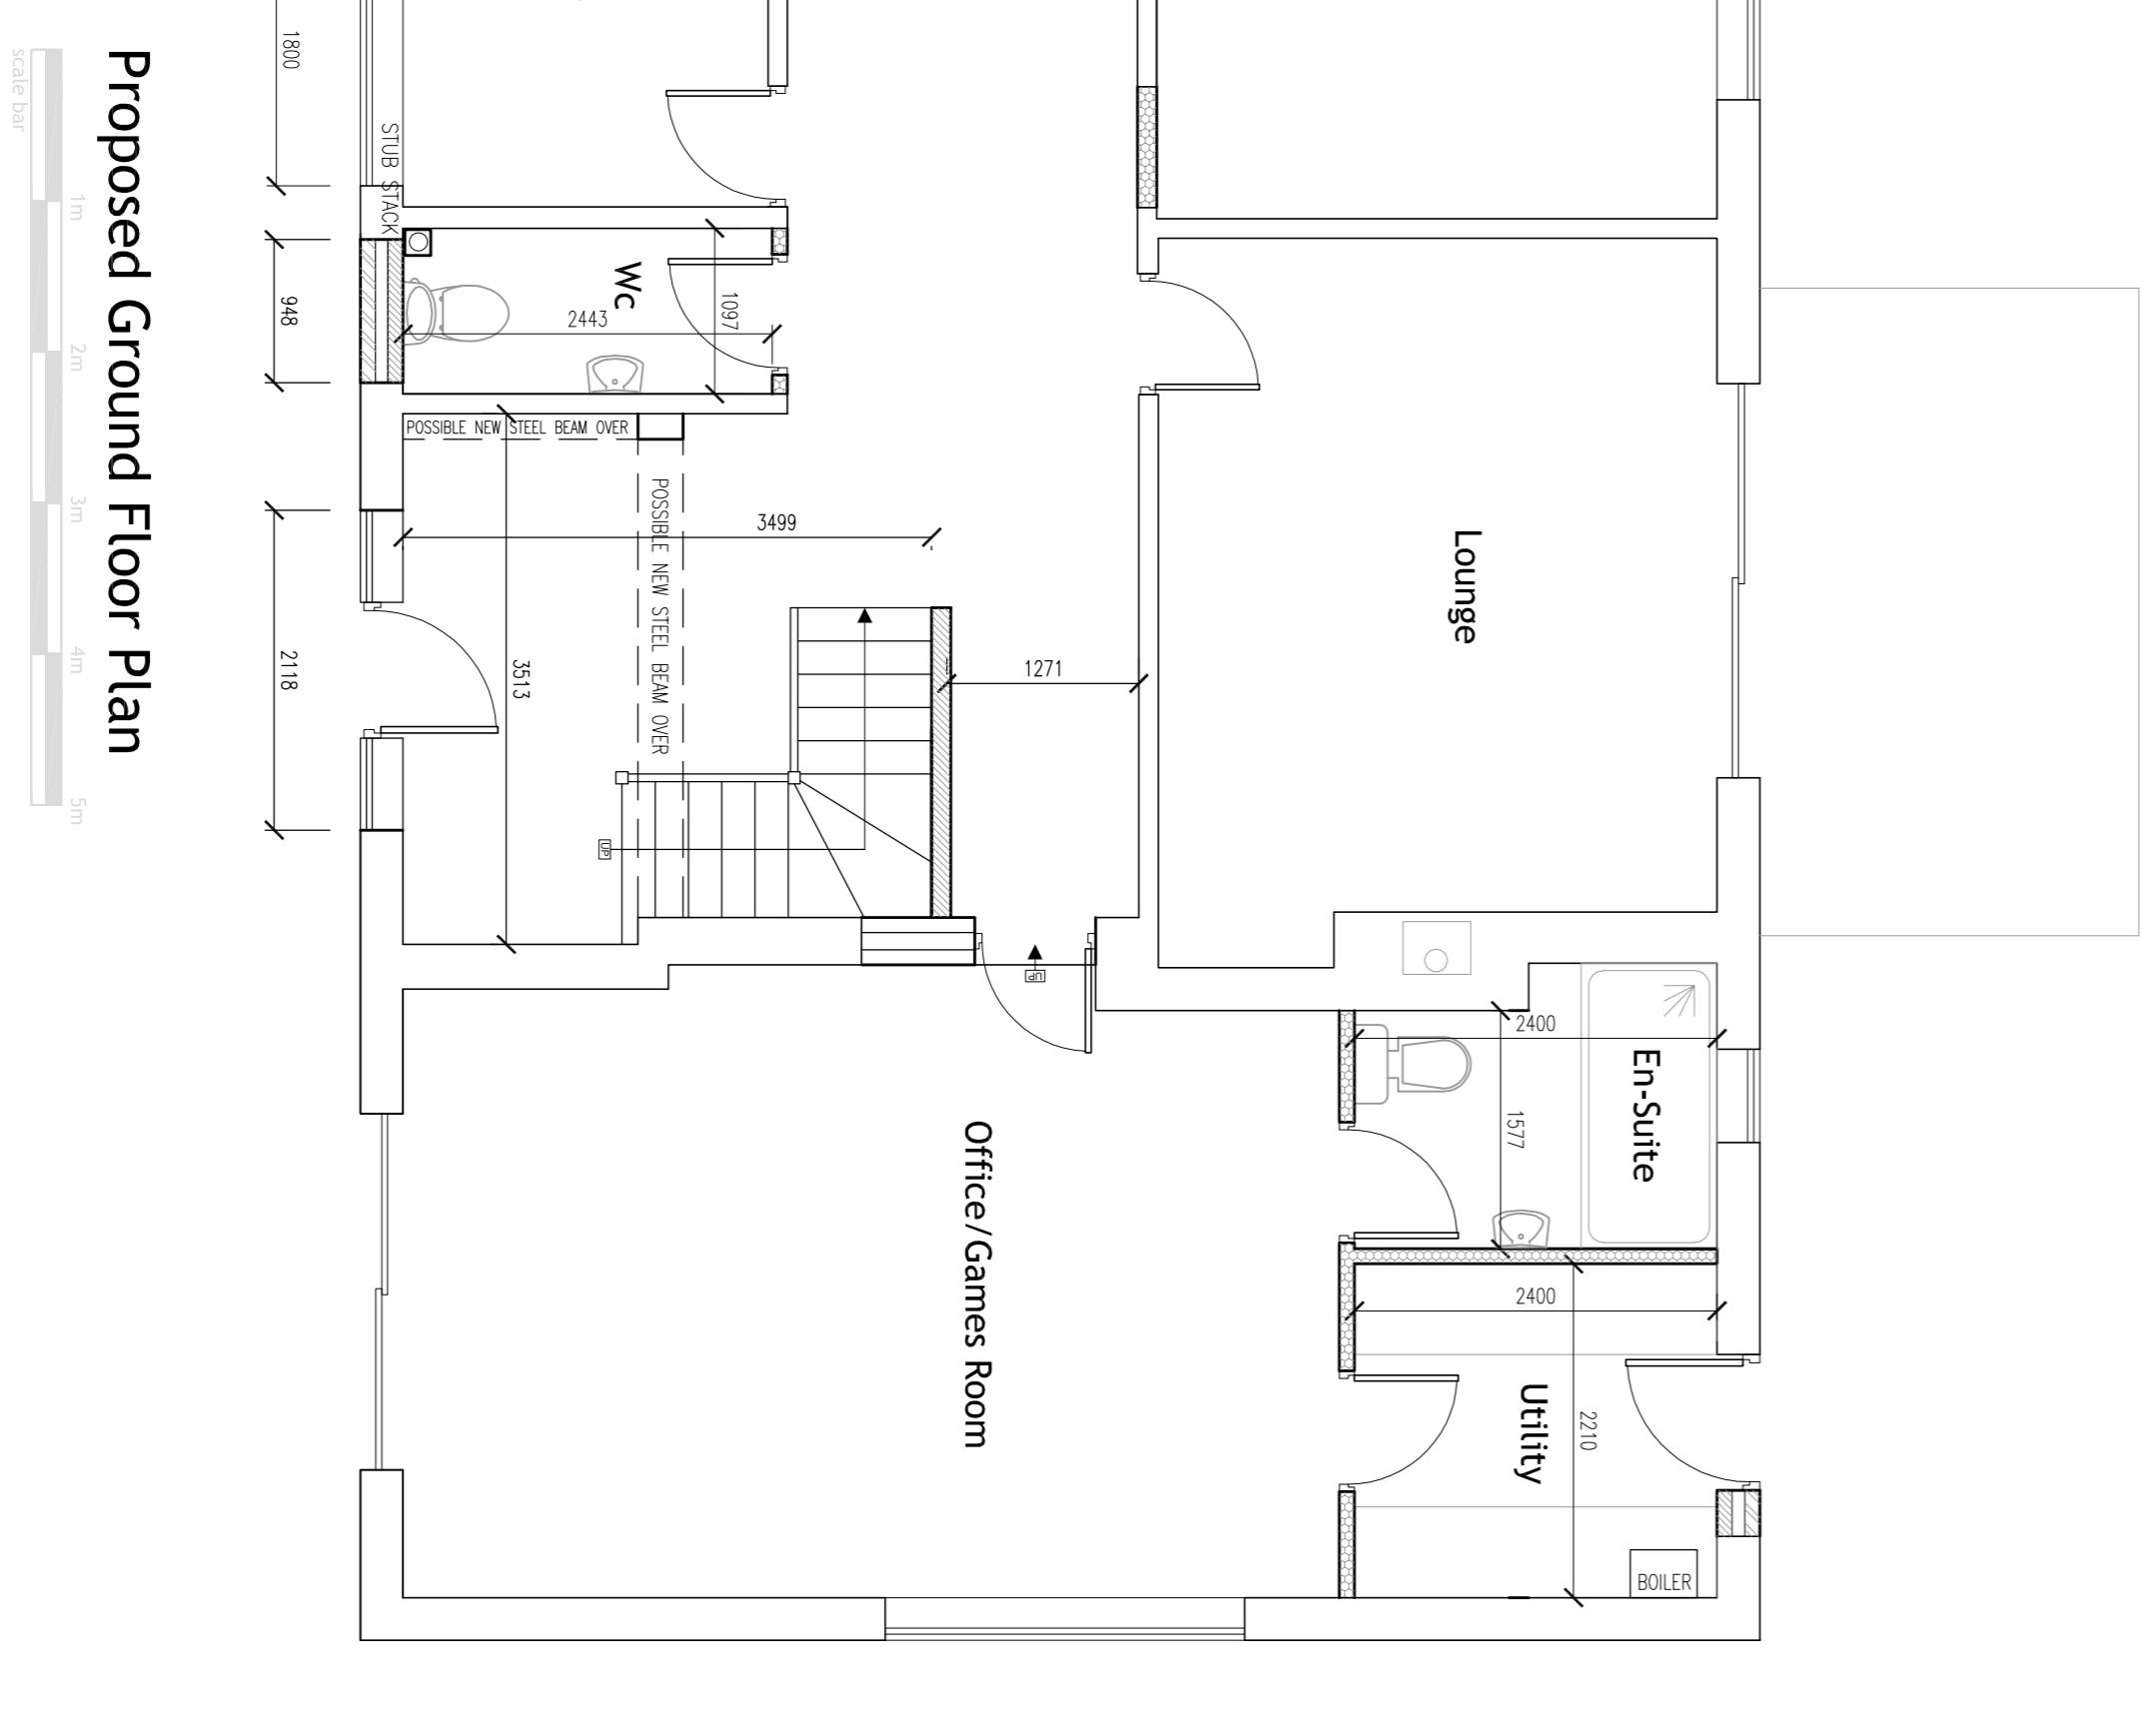 Proposed Ground Floor Plan
scale bar
1m
2m
3m
4m
5m
1800
948
2118
STUB STACK
Wc
2443
1097
POSSIBLE NEW STEEL BEAM OVER
POSSIBLE NEW STEEL BEAM OVER
3499
3513
1271
UP
UP
Lounge
Office/Games Room
En-Suite
2400
1577
2400
Utility
2210
BOILER